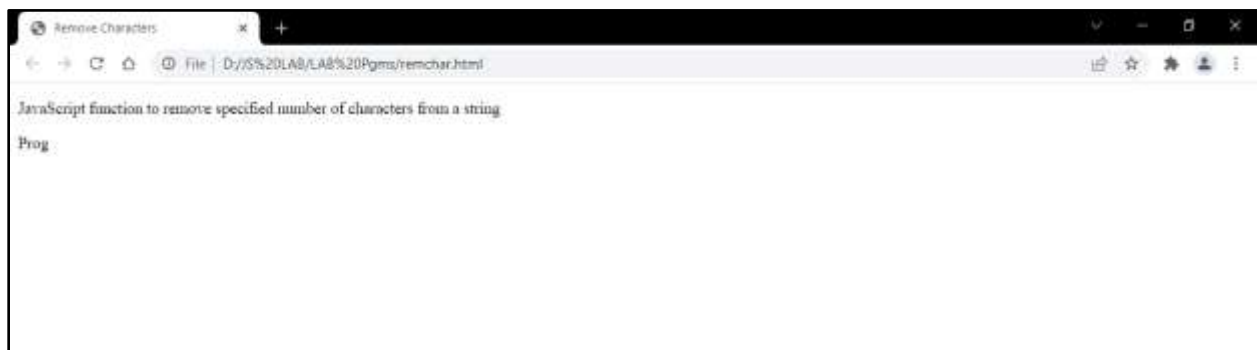 Remove Characters
File D://S%20LAB/LAB%20Pgms/remchar.html
JavaScript function to remove specified number of characters from a string
Prog